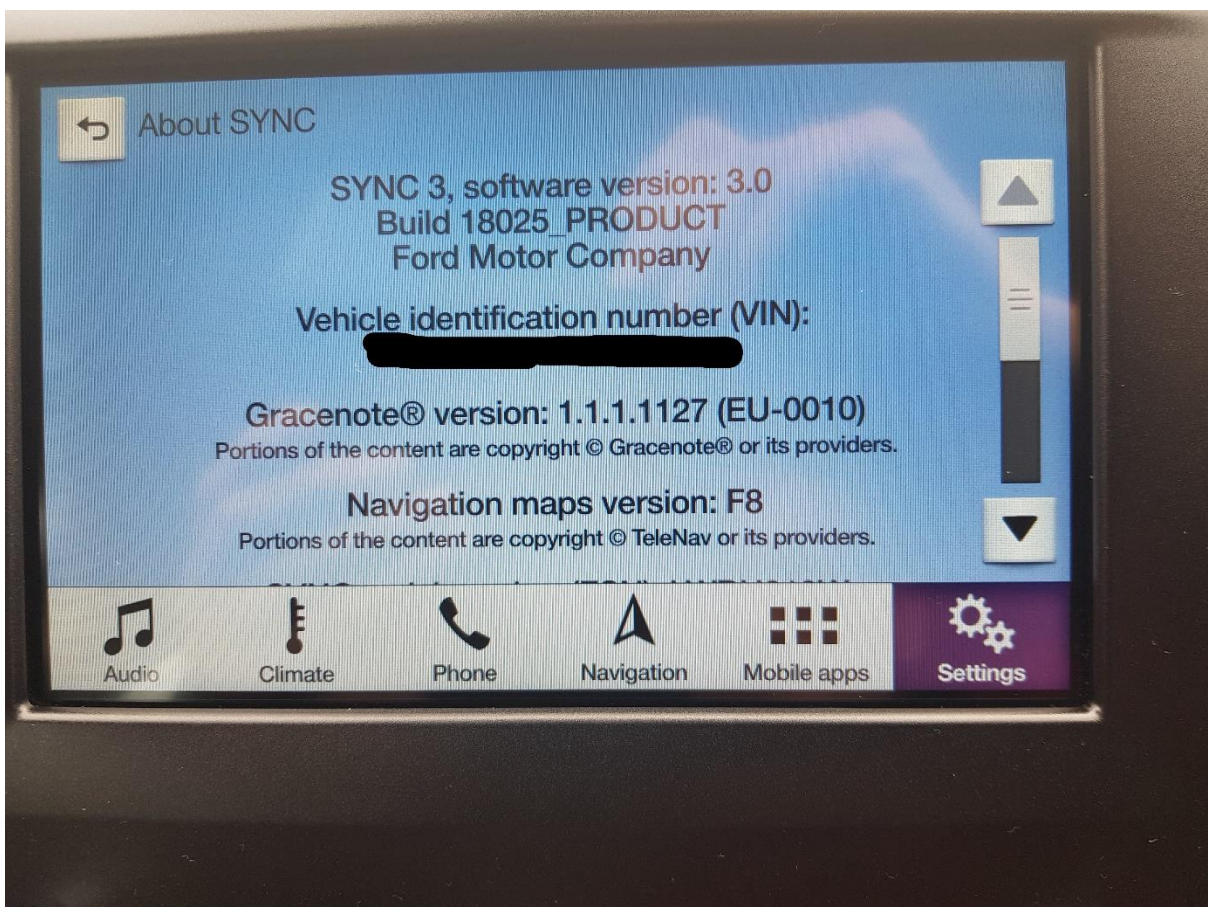 About SYNC
SYNC 3, software version: 3.0
Build 18025_PRODUCT
Ford Motor Company
Vehicle identification number (VIN):
Gracenote® version: 1.1.1.1127 (EU-0010)
Portions of the content are copyright © Gracenote® or its providers.
Navigation maps version: F8
Portions of the content are copyright © TeleNav or its providers.
Audio
Climate
Phone
Navigation
Mobile apps
Settings